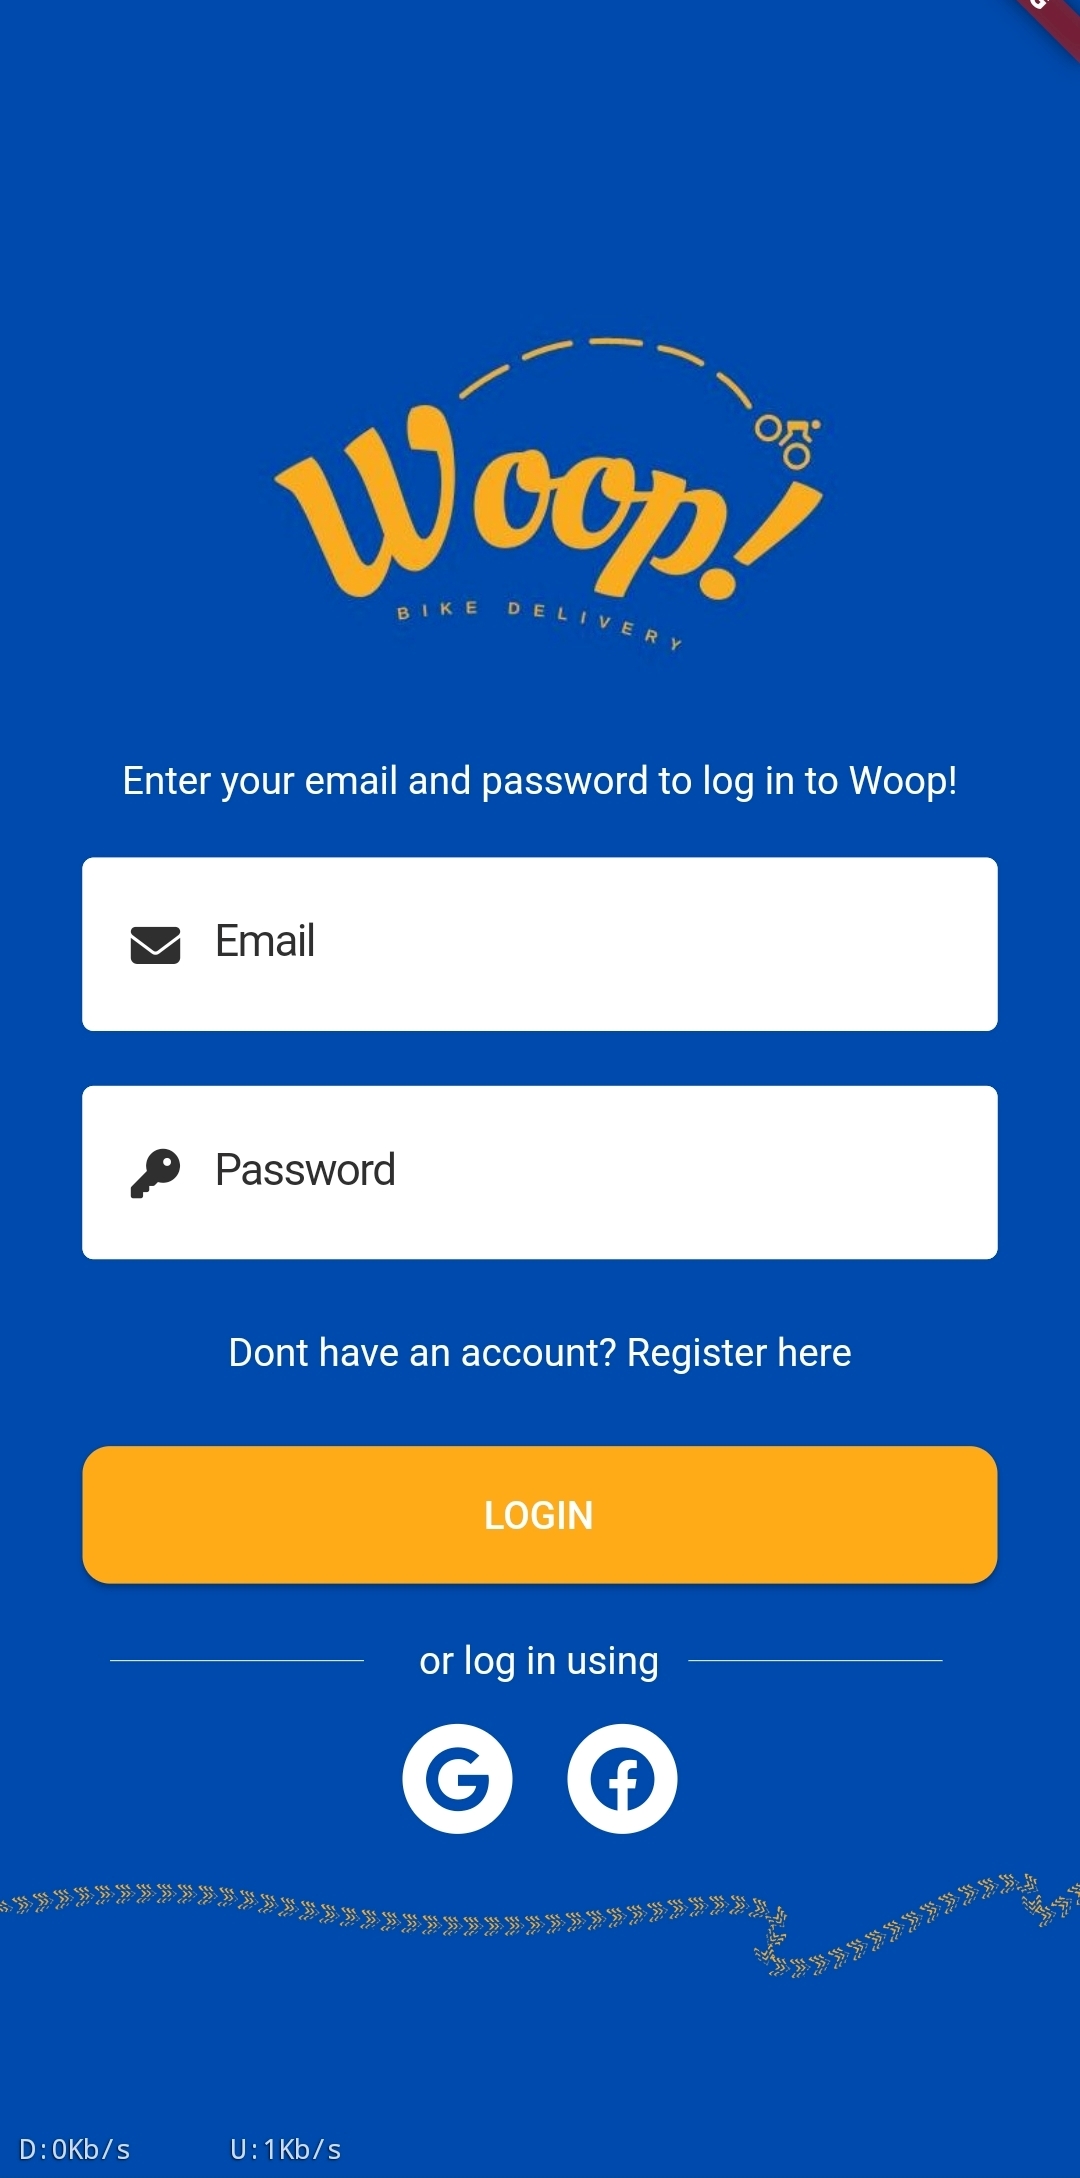 Woop!
BIKE DELIVERY
Enter your email and password to log in to Woop!
Email
Password
Dont have an account? Register here
LOGIN
or log in using
D:0Kb/s U:1Kb/s